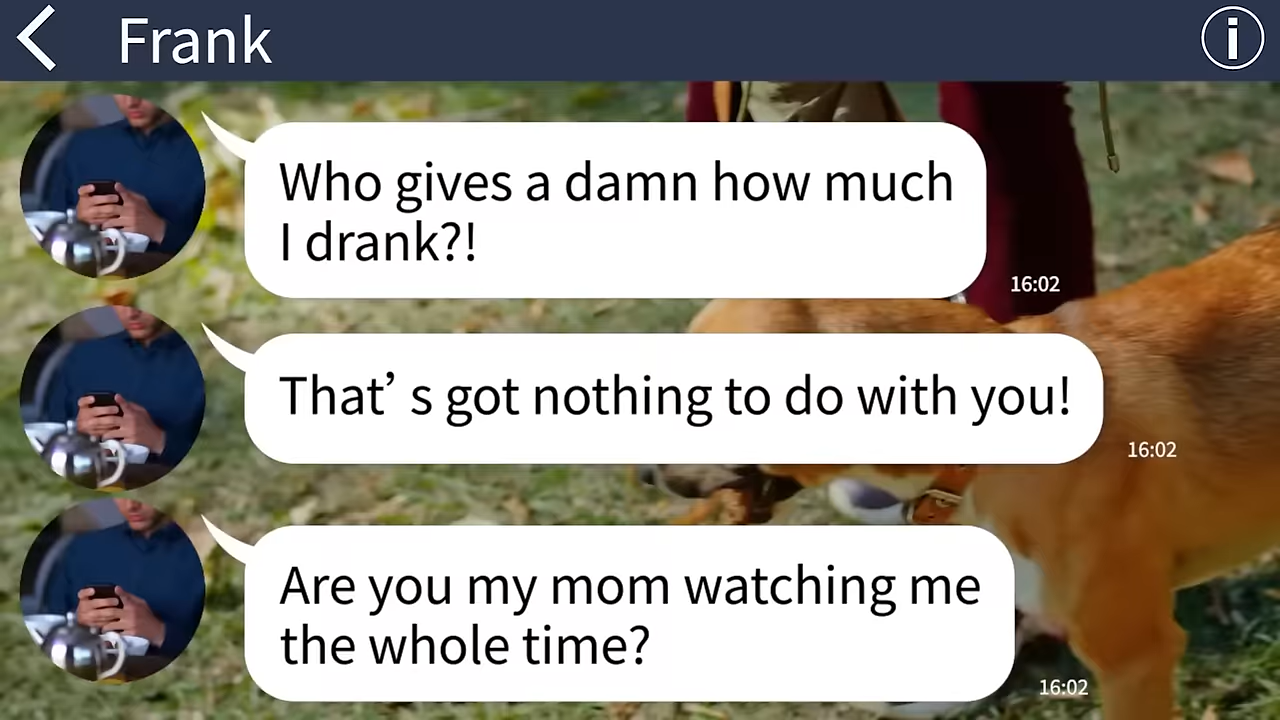 Frank
Who gives a damn how much
I drank?!
16:02
That’ s got nothing to do with you!
16:02
Are you my mom watching me
the whole time?
16:02